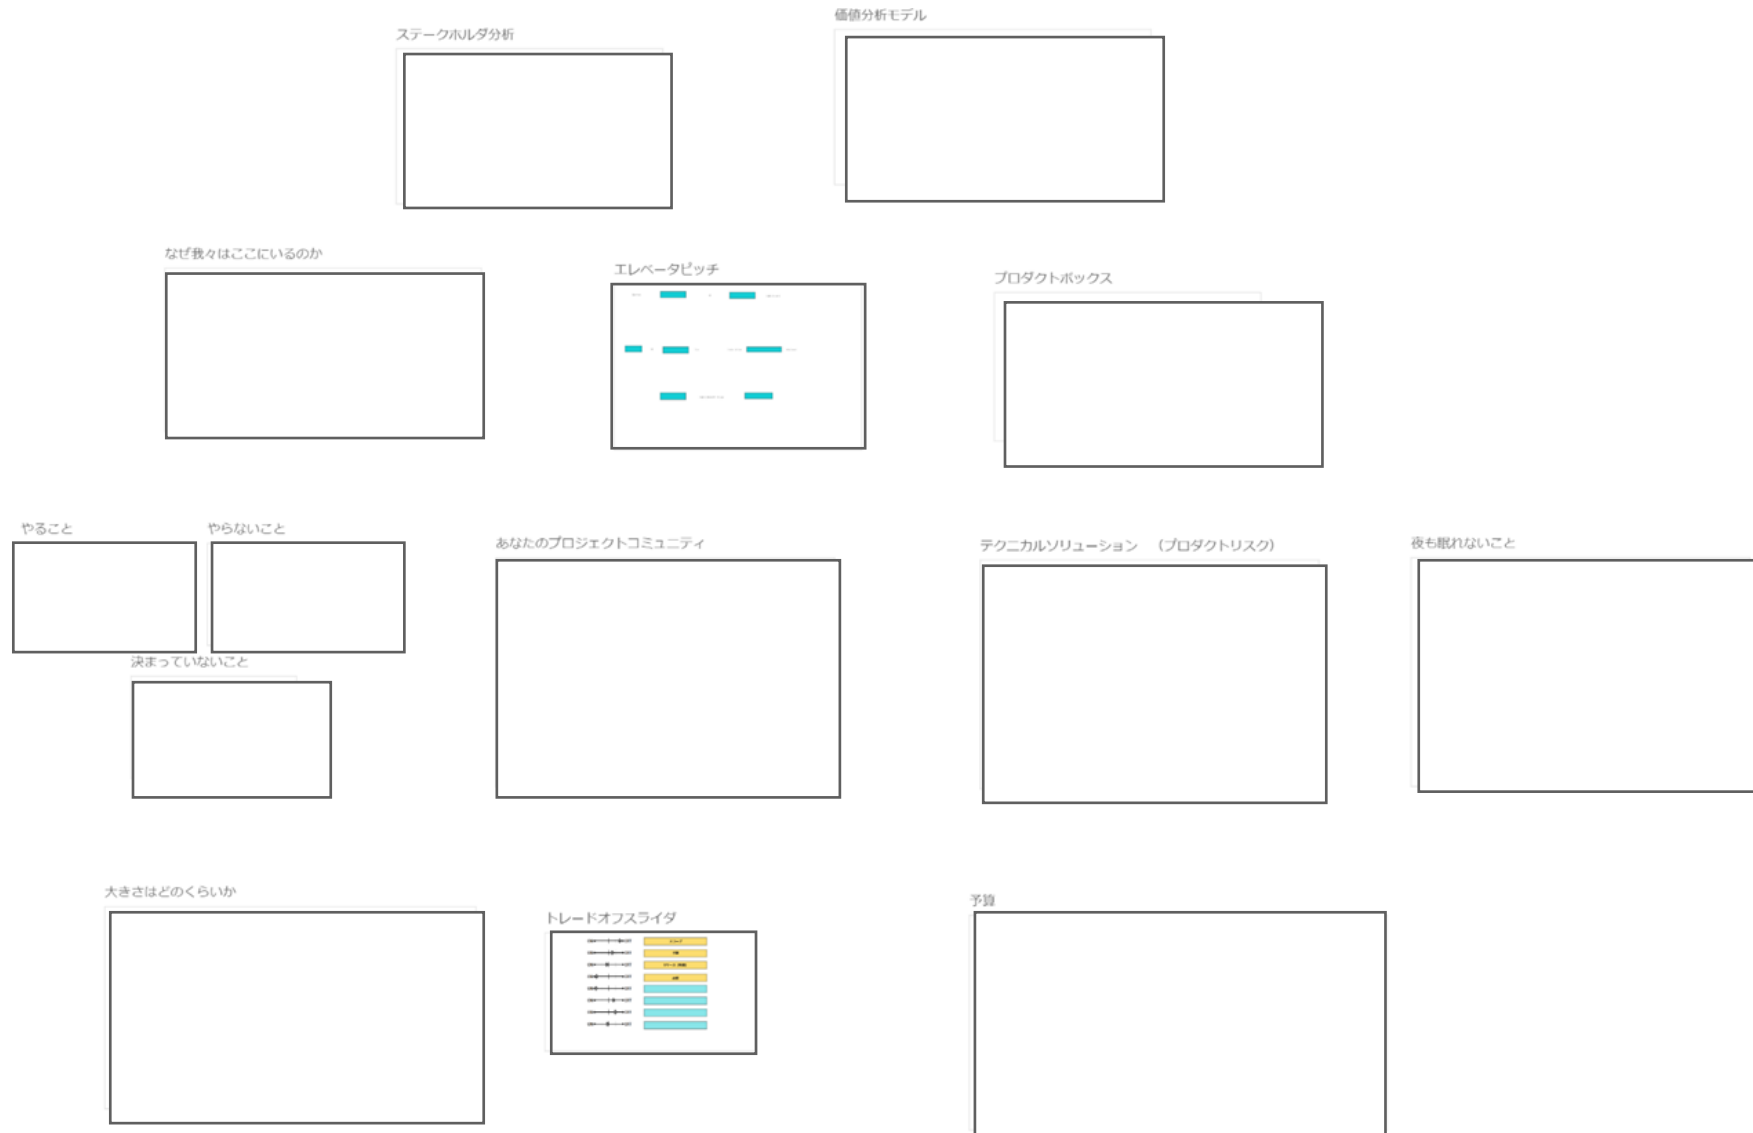 ステークホルダ分析
価値分析モデル
なぜ我々はここにいるのか
エレベータピッチ
プロダクトボックス
やること
やらないこと
あなたのプロジェクトコミュニティ
テクニカルソリューション　（プロダクトリスク）
夜も眠れないこと
決まっていないこと
大きさはどのくらいか
トレードオフスライダ
予算